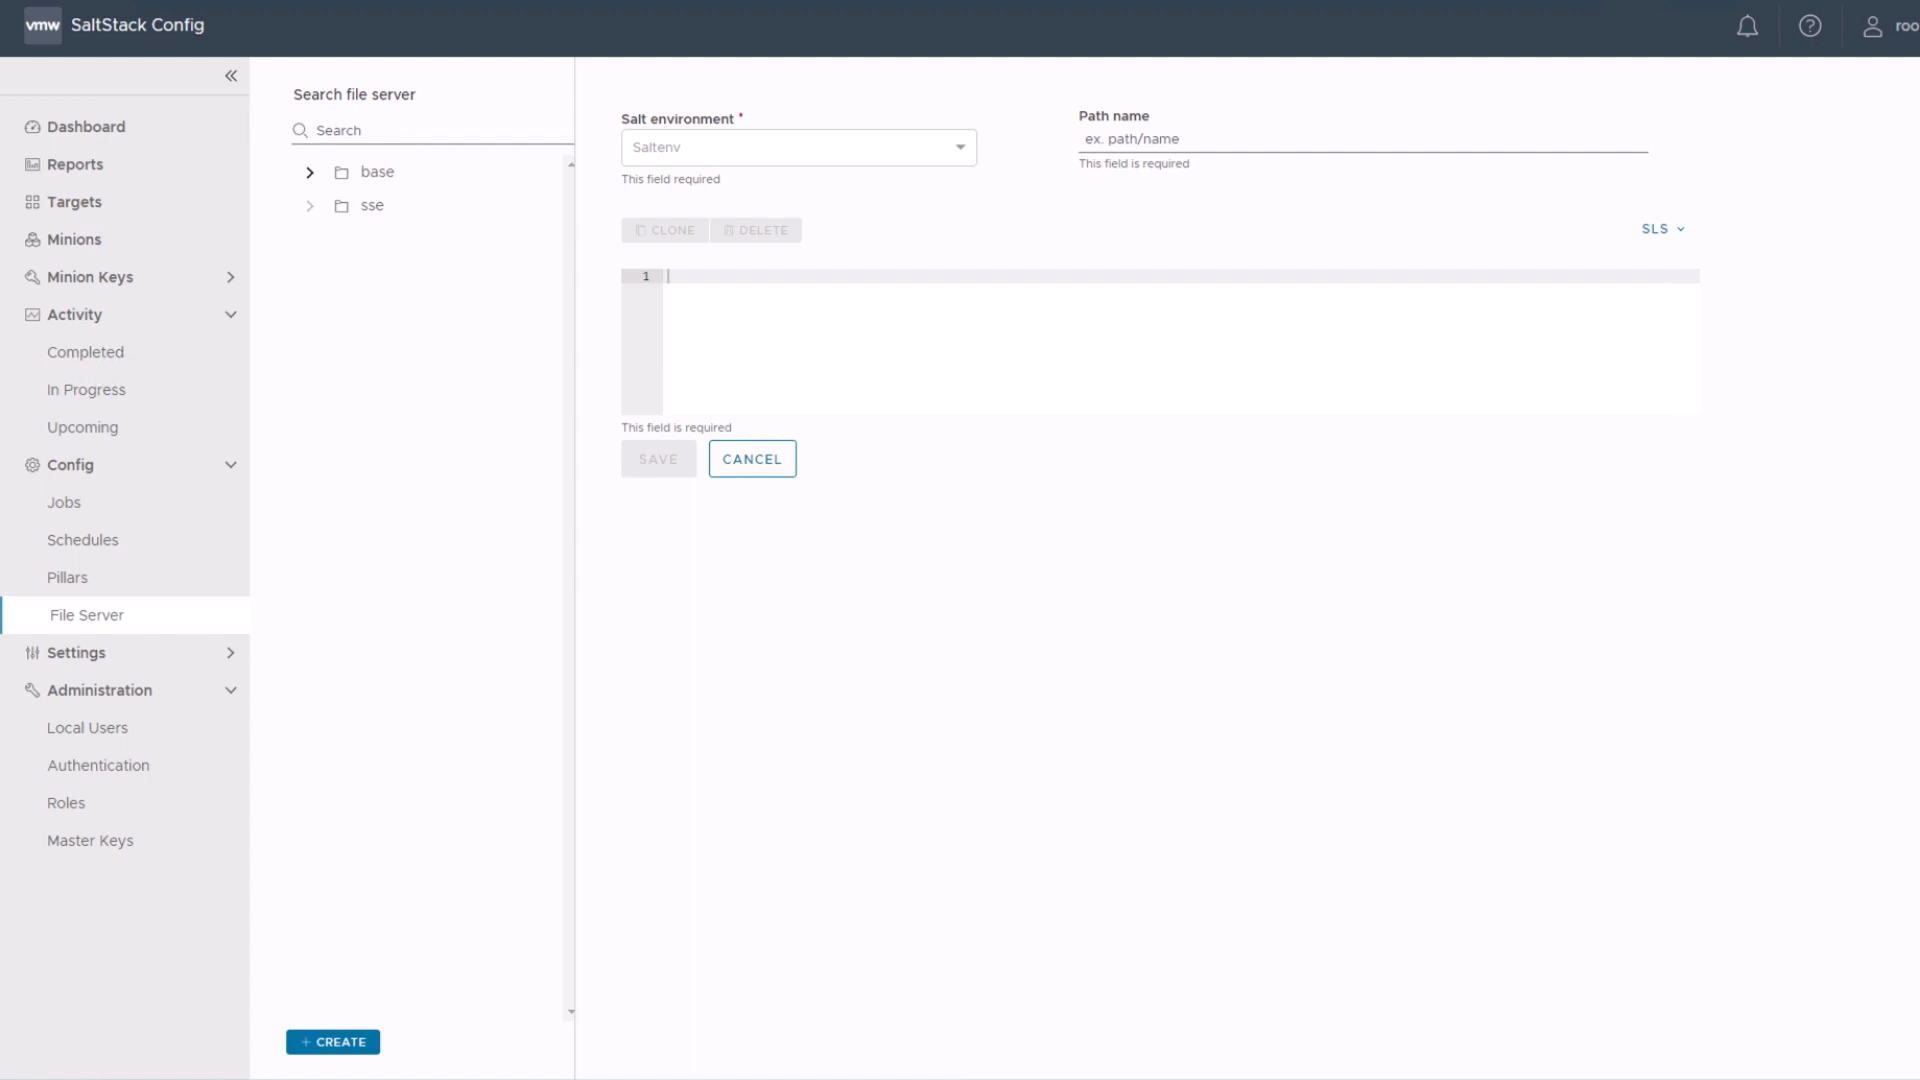 vmw SaltStack Config
roo
Dashboard
Reports
Targets
Minions
Minion Keys
Activity
Completed
In Progress
Upcoming
Config
Jobs
Schedules
Pillars
File Server
Settings
Administration
Local Users
Authentication
Roles
Master Keys
Search file server
Search
base
sse
+ CREATE
Salt environment *
Saltenv
This field required
Path name
ex. path/name
This field is required
CLONE
DELETE
SLS
1
This field is required
SAVE
CANCEL